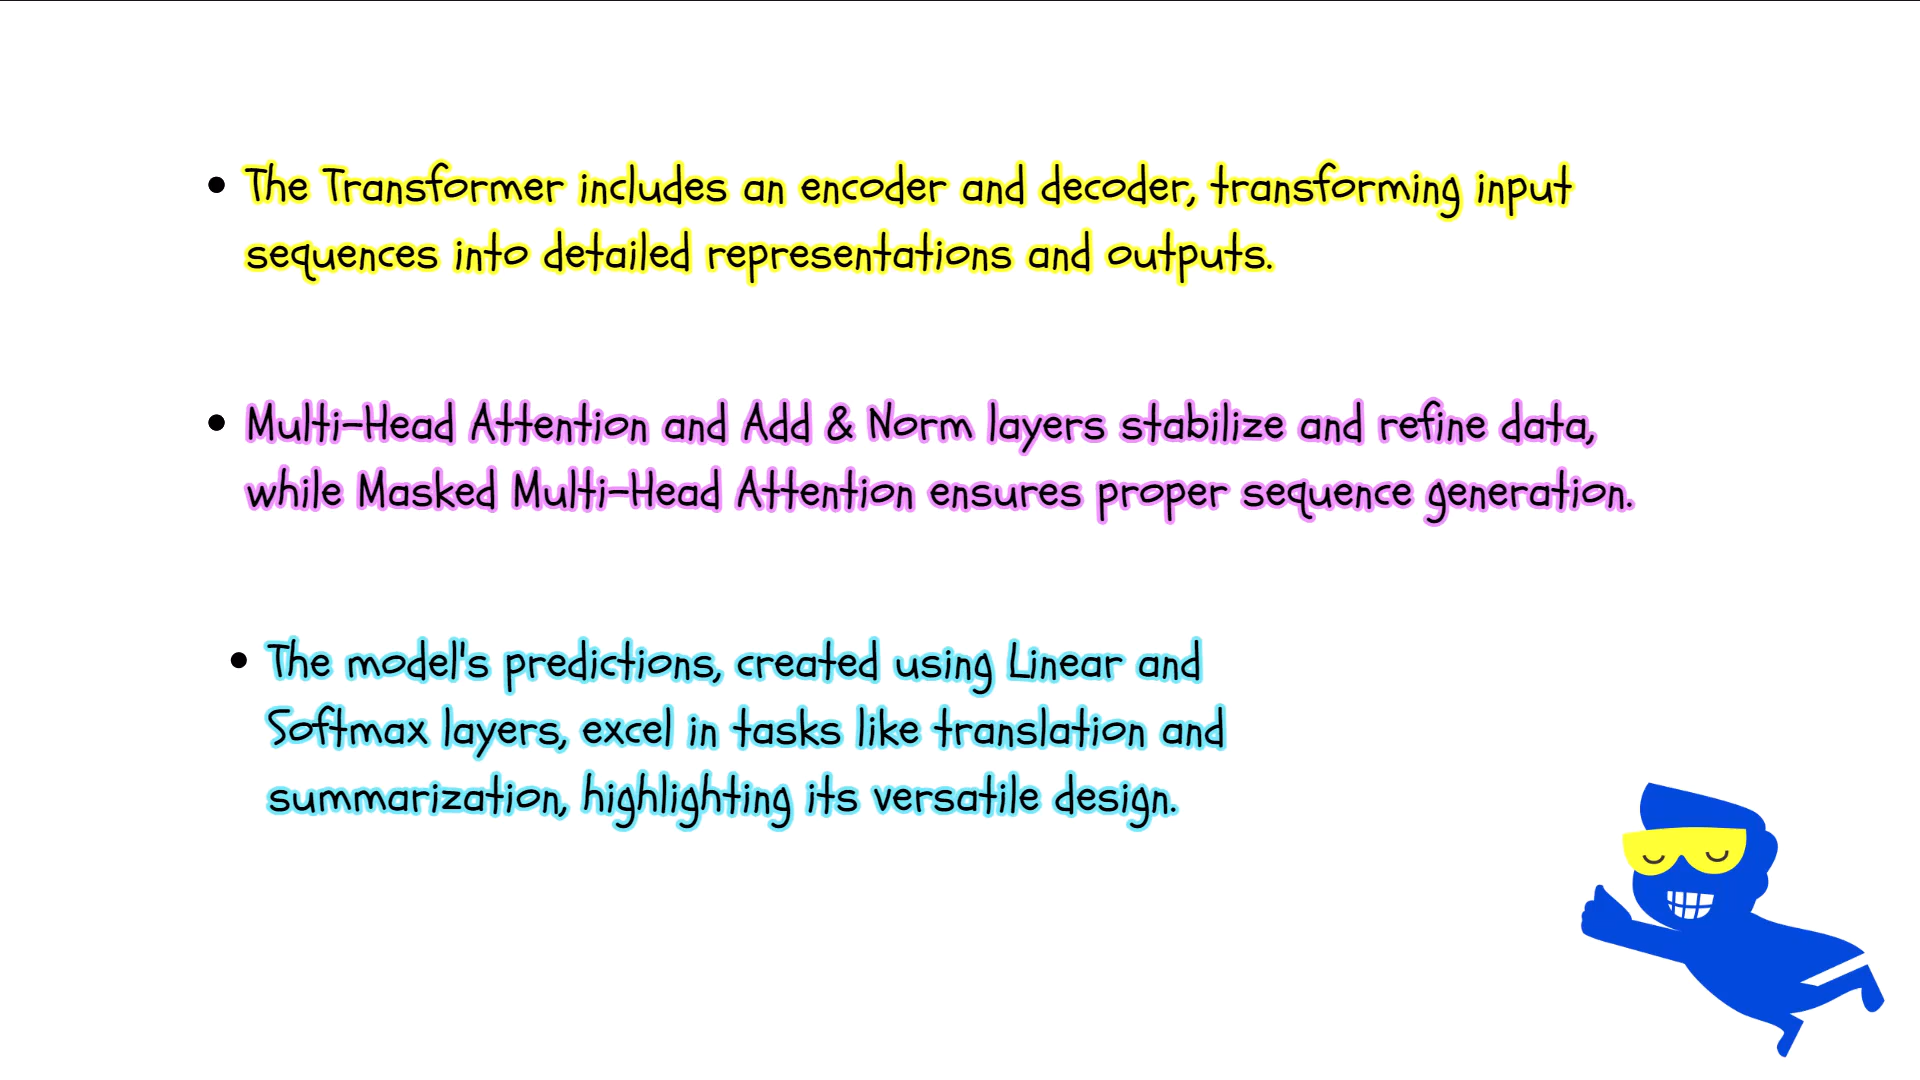 • The Transformer includes an encoder and decoder, transforming input
sequences into detailed representations and outputs.
• Multi-Head Attention and Add & Norm layers stabilize and refine data,
while Masked Multi-Head Attention ensures proper sequence generation.
• The model's predictions, created using Linear and
Softmax layers, excel in tasks like translation and
summarization, highlighting its versatile design.